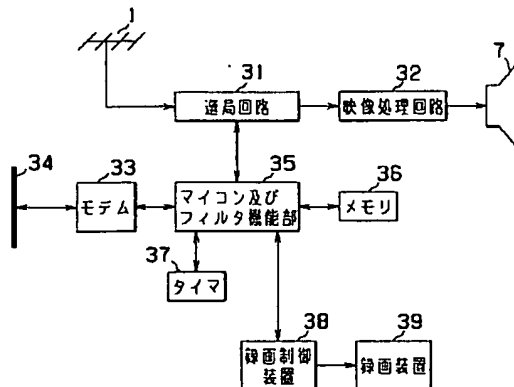 1
31
選局回路
32
映像処理回路
7
34
33
モデム
35
マイコン及び
フィルタ機能部
36
メモリ
37
タイマ
38
録画制御
装置
39
録画装置